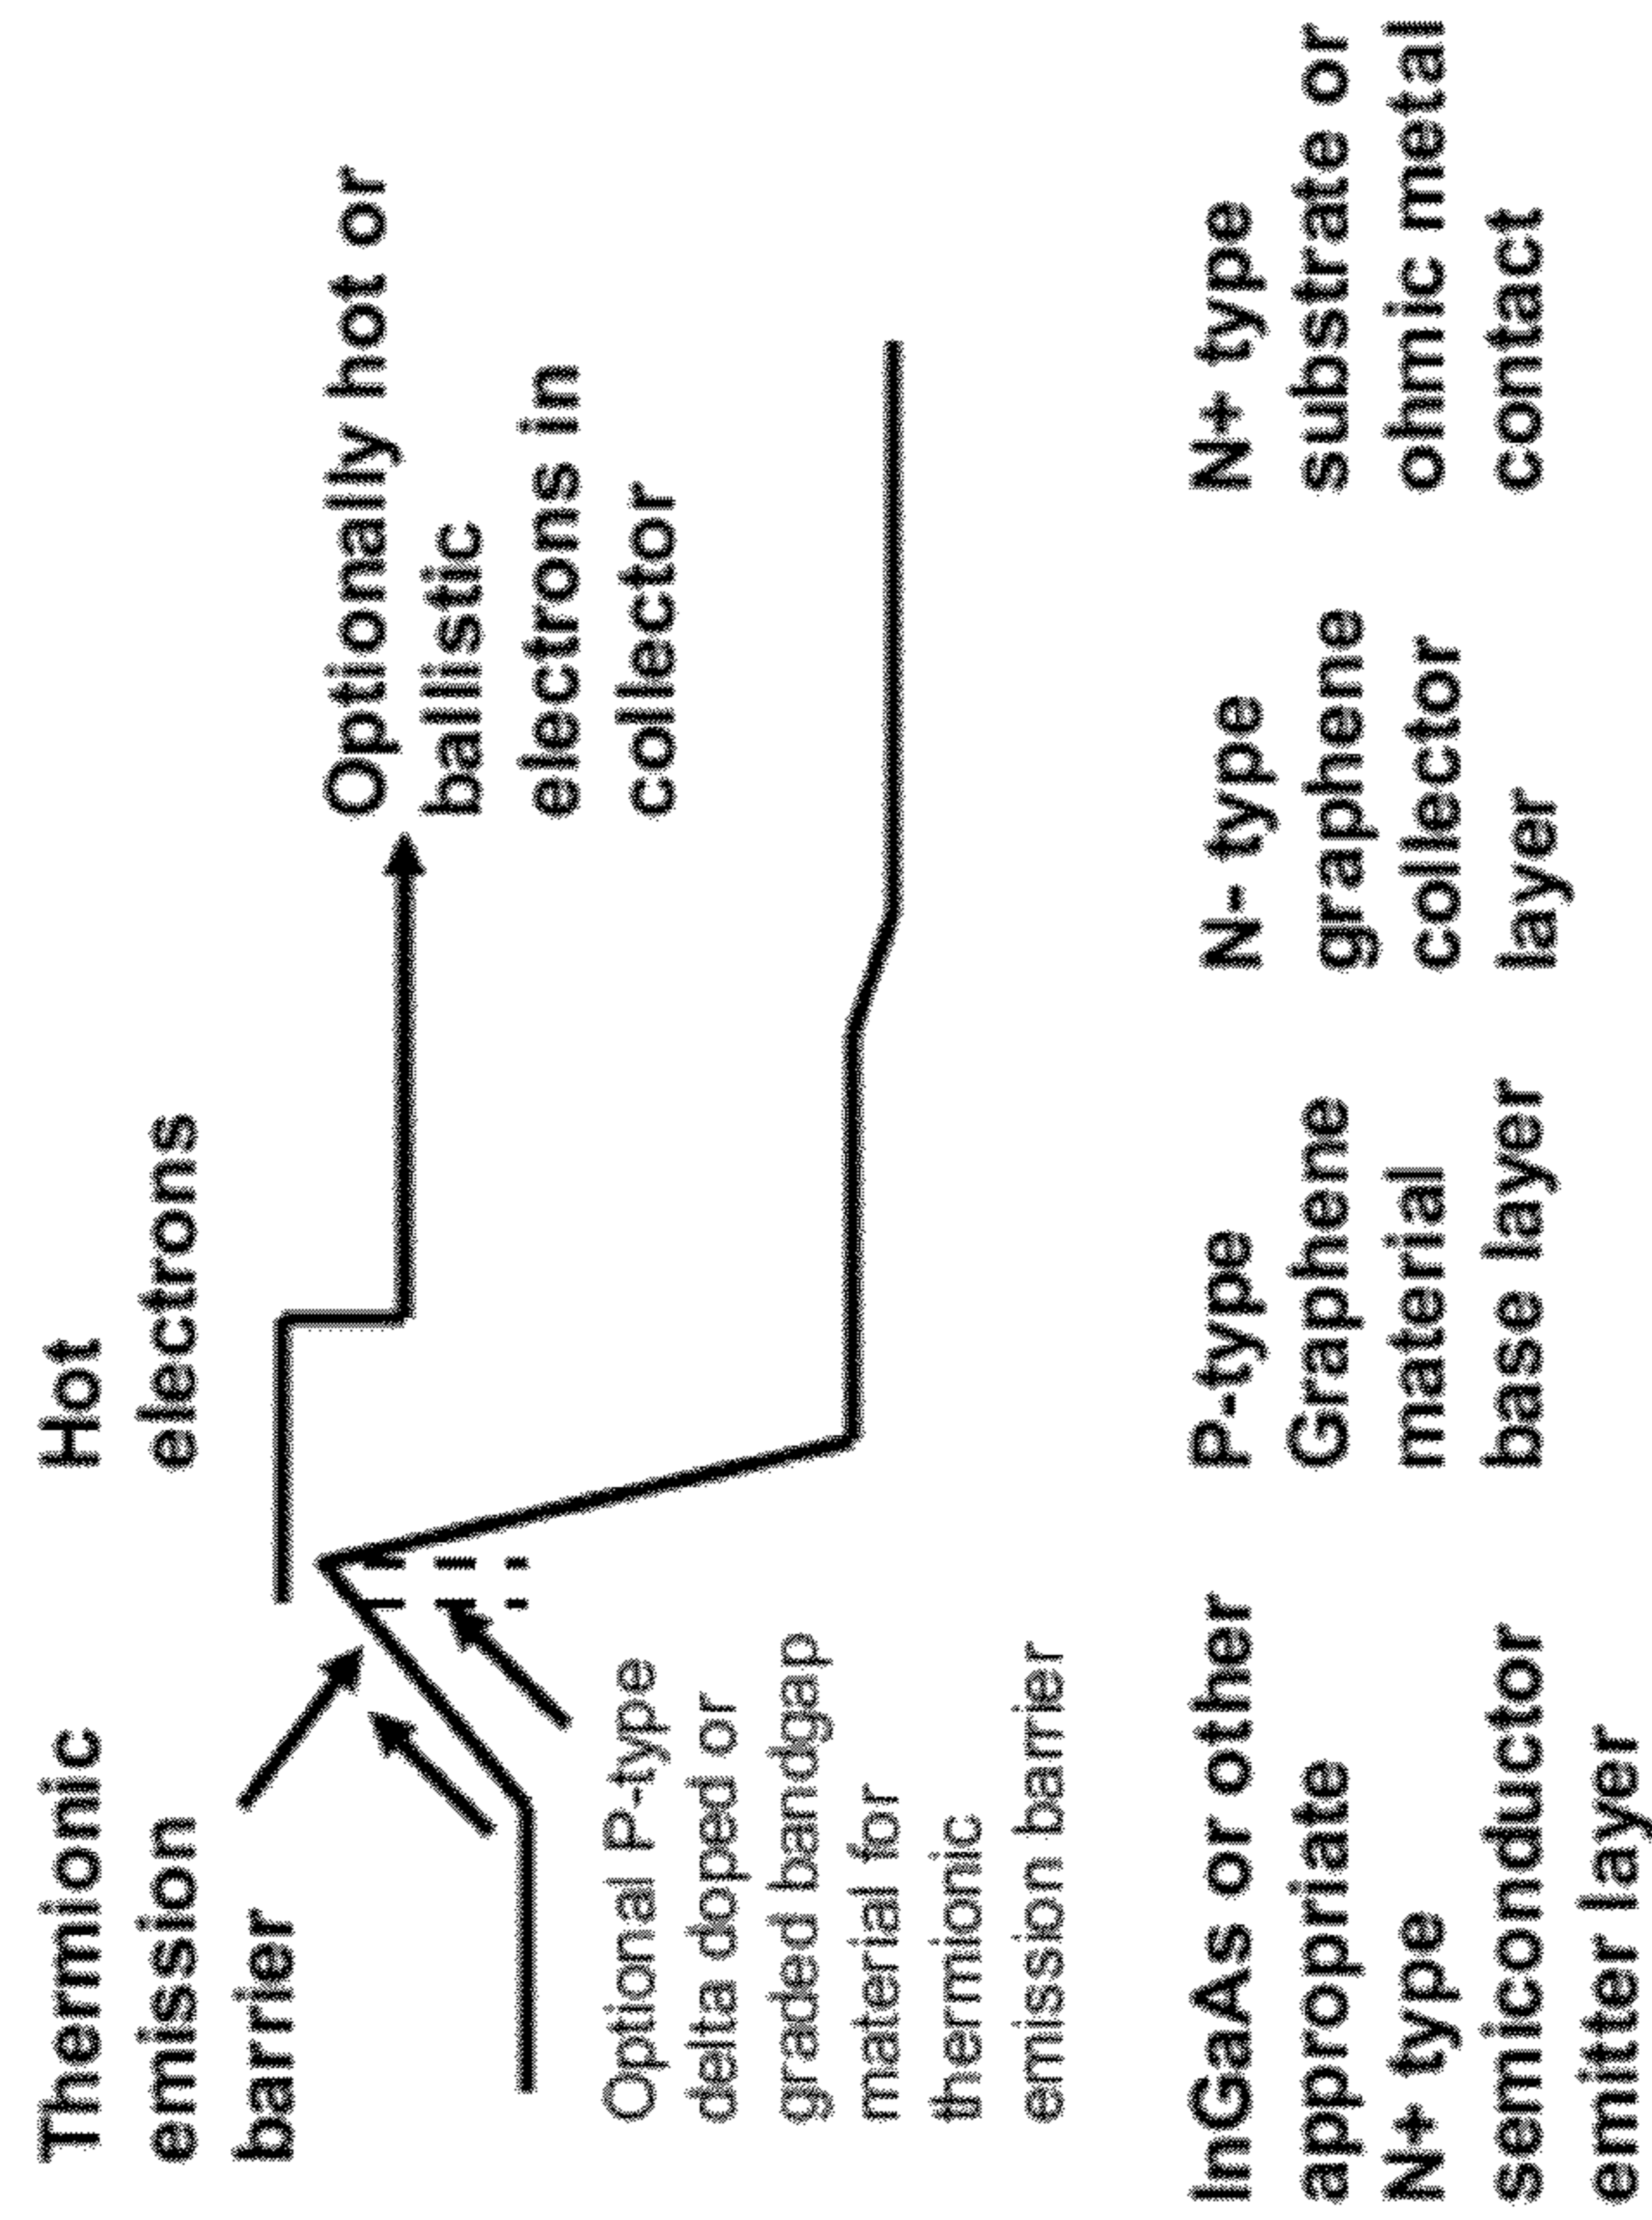 Thermionic
emission
barrier
Hot
electrons
Optionally hot or
ballistic
electrons in
collector
Optional P-type
delta doped or
graded bandgap
material for
thermionic
emission barrier
InGaAs or other
appropriate
N+ type
semiconductor
emitter layer
P-type
Graphene
material
base layer
N- type
graphene
collector
layer
N+ type
substrate or
ohmic metal
contact